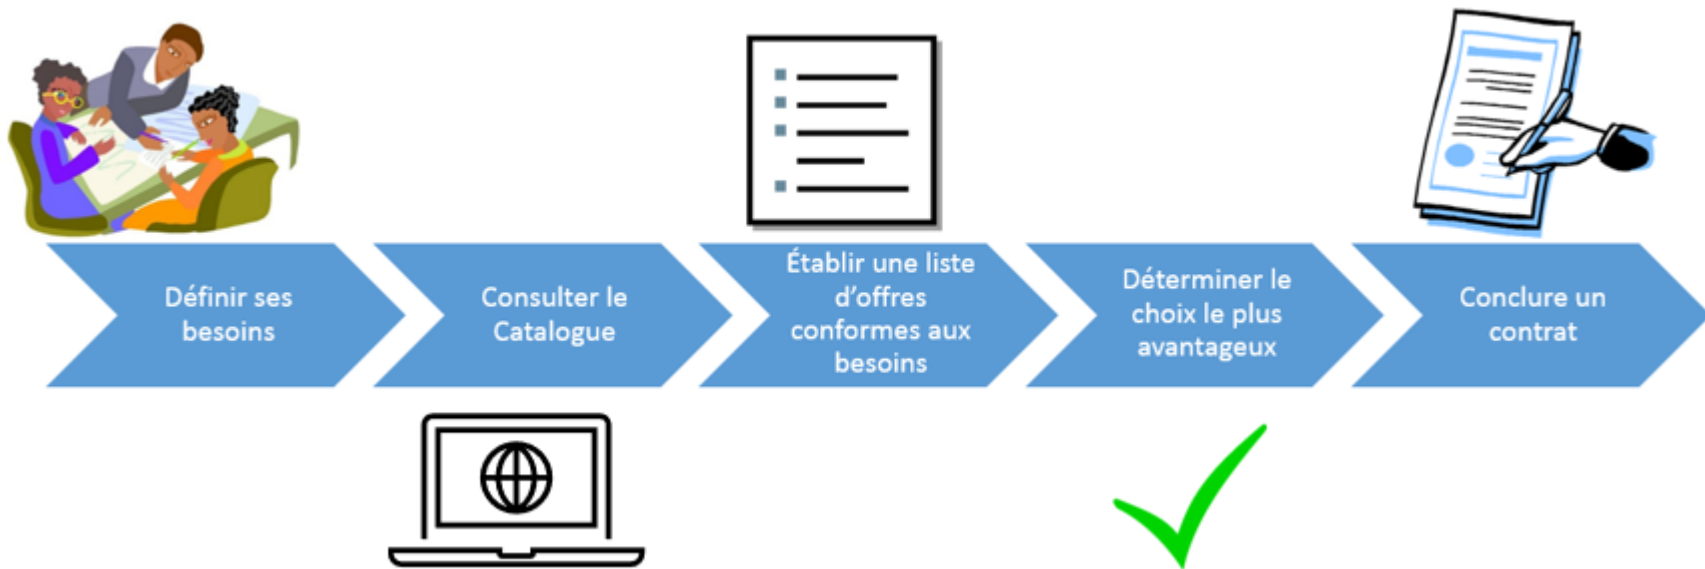 Définir ses
besoins
Consulter le
Catalogue
Établir une liste
d'offres
conformes aux
besoins
Déterminer le
choix le plus
avantageux
Conclure un
contrat